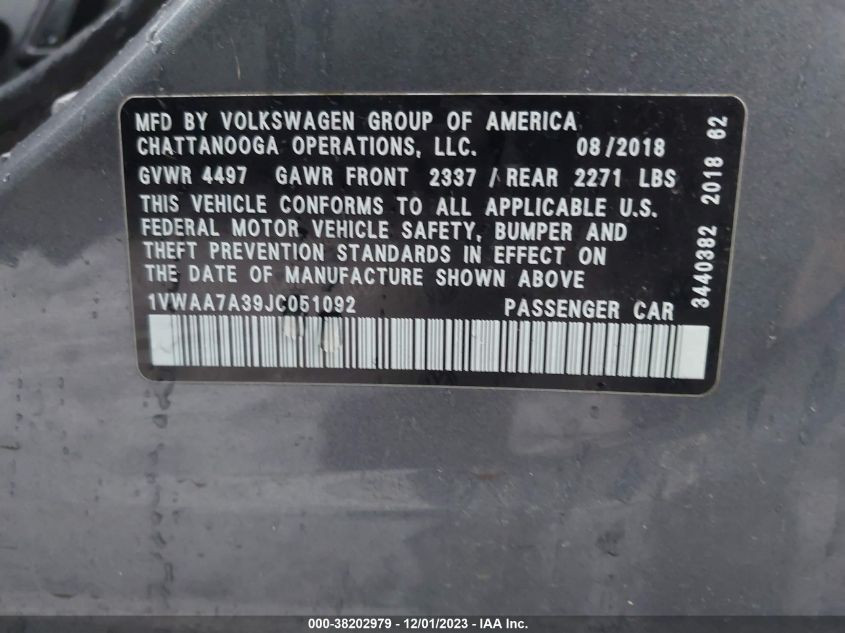 MFD BY VOLKSWAGEN GROUP OF AMERICA
CHATTANOOGA OPERATIONS, LLC. 08/2018
GVWR 4497 GAWR FRONT 2337 / REAR 2271 LBS
THIS VEHICLE CONFORMS TO ALL APPLICABLE U.S.
FEDERAL MOTOR VEHICLE SAFETY, BUMPER AND
THEFT PREVENTION STANDARDS IN EFFECT ON
THE DATE OF MANUFACTURE SHOWN ABOVE
1VWAA7A39JC051092 PASSENGER CAR
3440382 2018 62
000-38202979 - 12/01/2023 - IAA Inc.